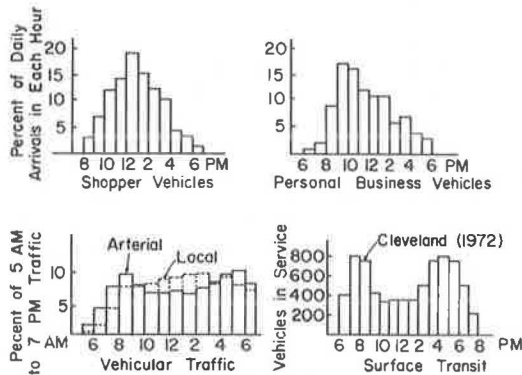 Percent of Daily
Arrivals in Each Hour
20
15
10
5
8 10 12 2 4 6 PM
Shopper Vehicles
20
15
10
5
6 8 10 12 2 4 6 PM
Personal Business Vehicles
Pecent of 5 AM
to 7 PM Traffic
Arterial
Local
10
5
AM 6 8 10 12 2 4 6
Vehicular Traffic
Vehicles in Service
Cleveland (1972)
800
600
400
200
6 8 10 12 2 4 6 8 PM
Surface Transit